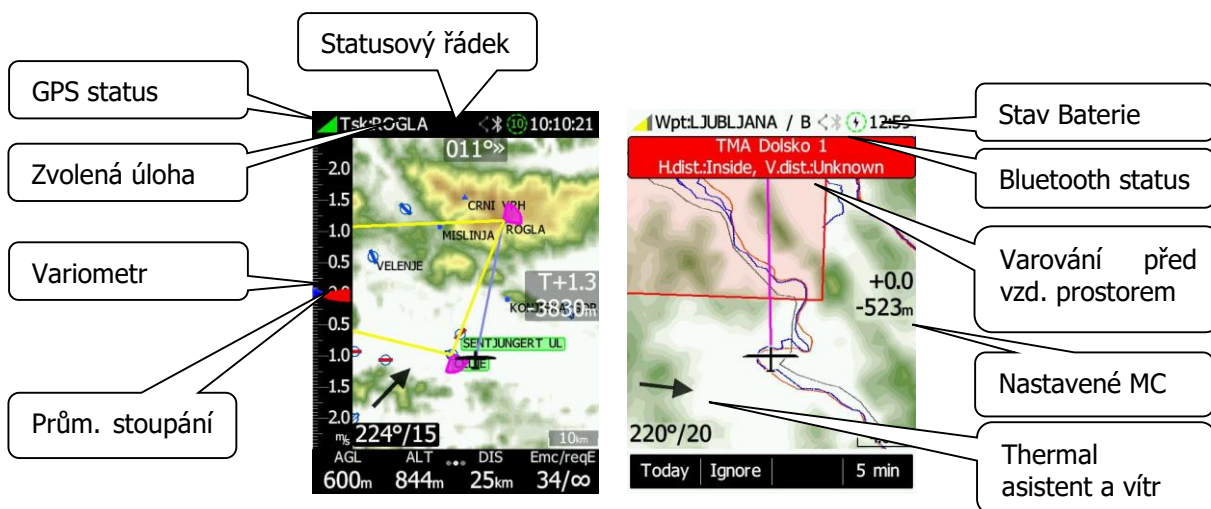 Statusový řádek
GPS status
Zvolená úloha
Variometr
Prům. stoupání
Tsk:ROGLA 10 10:10:21
011°»
2.0
1.5
1.0
0.5
0.5
1.0
1.5
2.0
m/s
CRNI VRH
ROGLA
MISLINJA
VELENJE
T+1.3
-3830m
SENTJUNGERT UL
224°/15
10km
AGL ALT DIS Emc/reqE
600m 844m 25km 34/∞
Wpt:LJUBLJANA / B 12:59
TMA Dolsko 1
H.dist.:Inside, V.dist.:Unknown
+0.0
-523m
220°/20
Today Ignore 5 min
Stav Baterie
Bluetooth status
Varování před
vzd. prostorem
Nastavené MC
Thermal
asistent a vítr